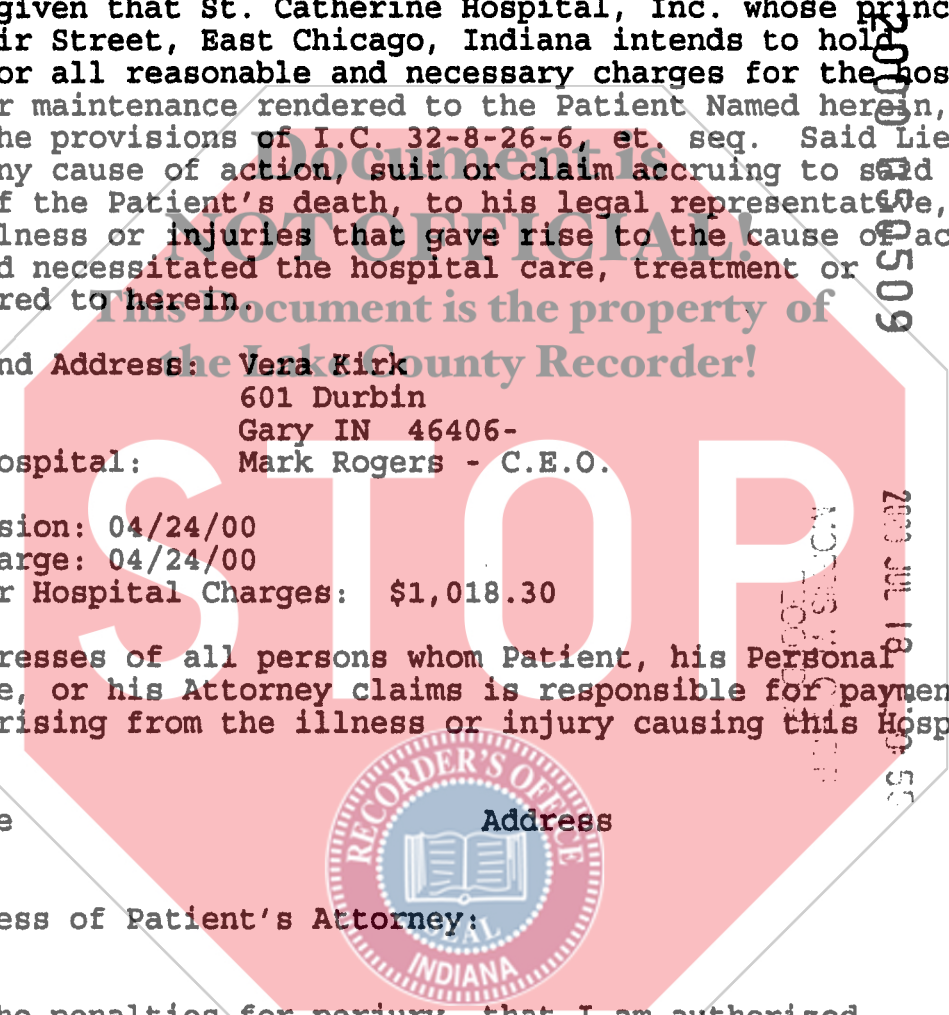 given that St. Catherine Hospital, Inc. whose princ
ir Street, East Chicago, Indiana intends to hold
or all reasonable and necessary charges for the hos
r maintenance rendered to the Patient Named herein,
he provisions of I.C. 32-8-26-6, et. seq. Said Lie
ny cause of action, suit or claim accruing to said
f the Patient's death, to his legal representative,
lness or injuries that gave rise to the cause of ac
d necessitated the hospital care, treatment or
red to herein.
Document is
NOT OFFICIAL!
This Document is the property of
the Lake County Recorder!
nd Address: Vera Kirk
601 Durbin
Gary IN 46406-
ospital: Mark Rogers - C.E.O.
STOP
sion: 04/24/00
arge: 04/24/00
r Hospital Charges: $1,018.30
resses of all persons whom Patient, his Personal
e, or his Attorney claims is responsible for paymen
rising from the illness or injury causing this Hosp
e Address
ess of Patient's Attorney:
he penalties for perjury, that I am authorized
RECORDER'S OFFICE
SEAL
INDIANA
2000 050509
JUL 18